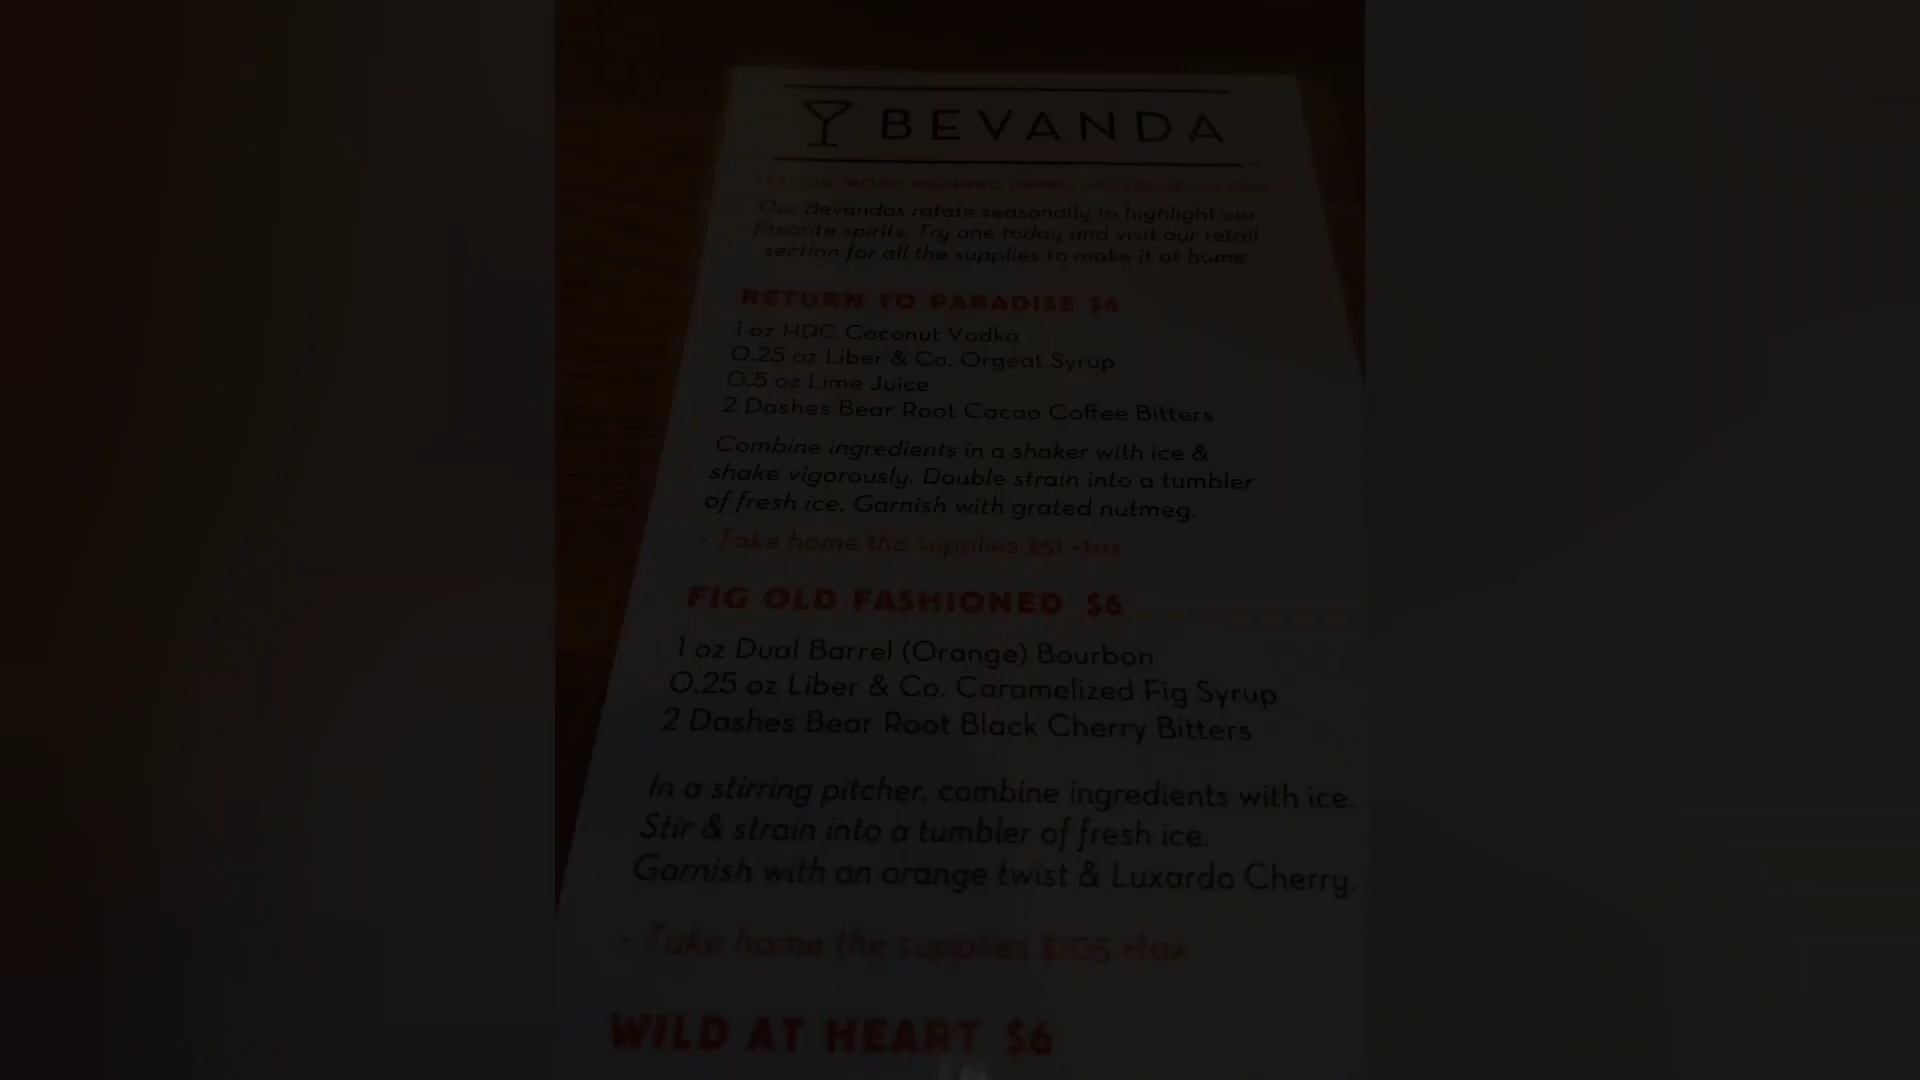 BEVANDA
ITALIAN WORD MEANING DRINK
Our Bevandas rotate seasonally to highlight our
favorite spirits. Try one today and visit our retail
section for all the supplies to make it at home.
RETURN TO PARADISE $6
1 oz HDC Coconut Vodka
0.25 oz Liber & Co. Orgeat Syrup
0.5 oz Lime Juice
2 Dashes Bear Root Cacao Coffee Bitters
Combine ingredients in a shaker with ice &
shake vigorously. Double strain into a tumbler
of fresh ice. Garnish with grated nutmeg.
• Take home the supplies $51 +tax
FIG OLD FASHIONED $6
1 oz Dual Barrel (Orange) Bourbon
0.25 oz Liber & Co. Caramelized Fig Syrup
2 Dashes Bear Root Black Cherry Bitters
In a stirring pitcher, combine ingredients with ice.
Stir & strain into a tumbler of fresh ice.
Garnish with an orange twist & Luxardo Cherry.
• Take home the supplies $105 +tax
WILD AT HEART $6